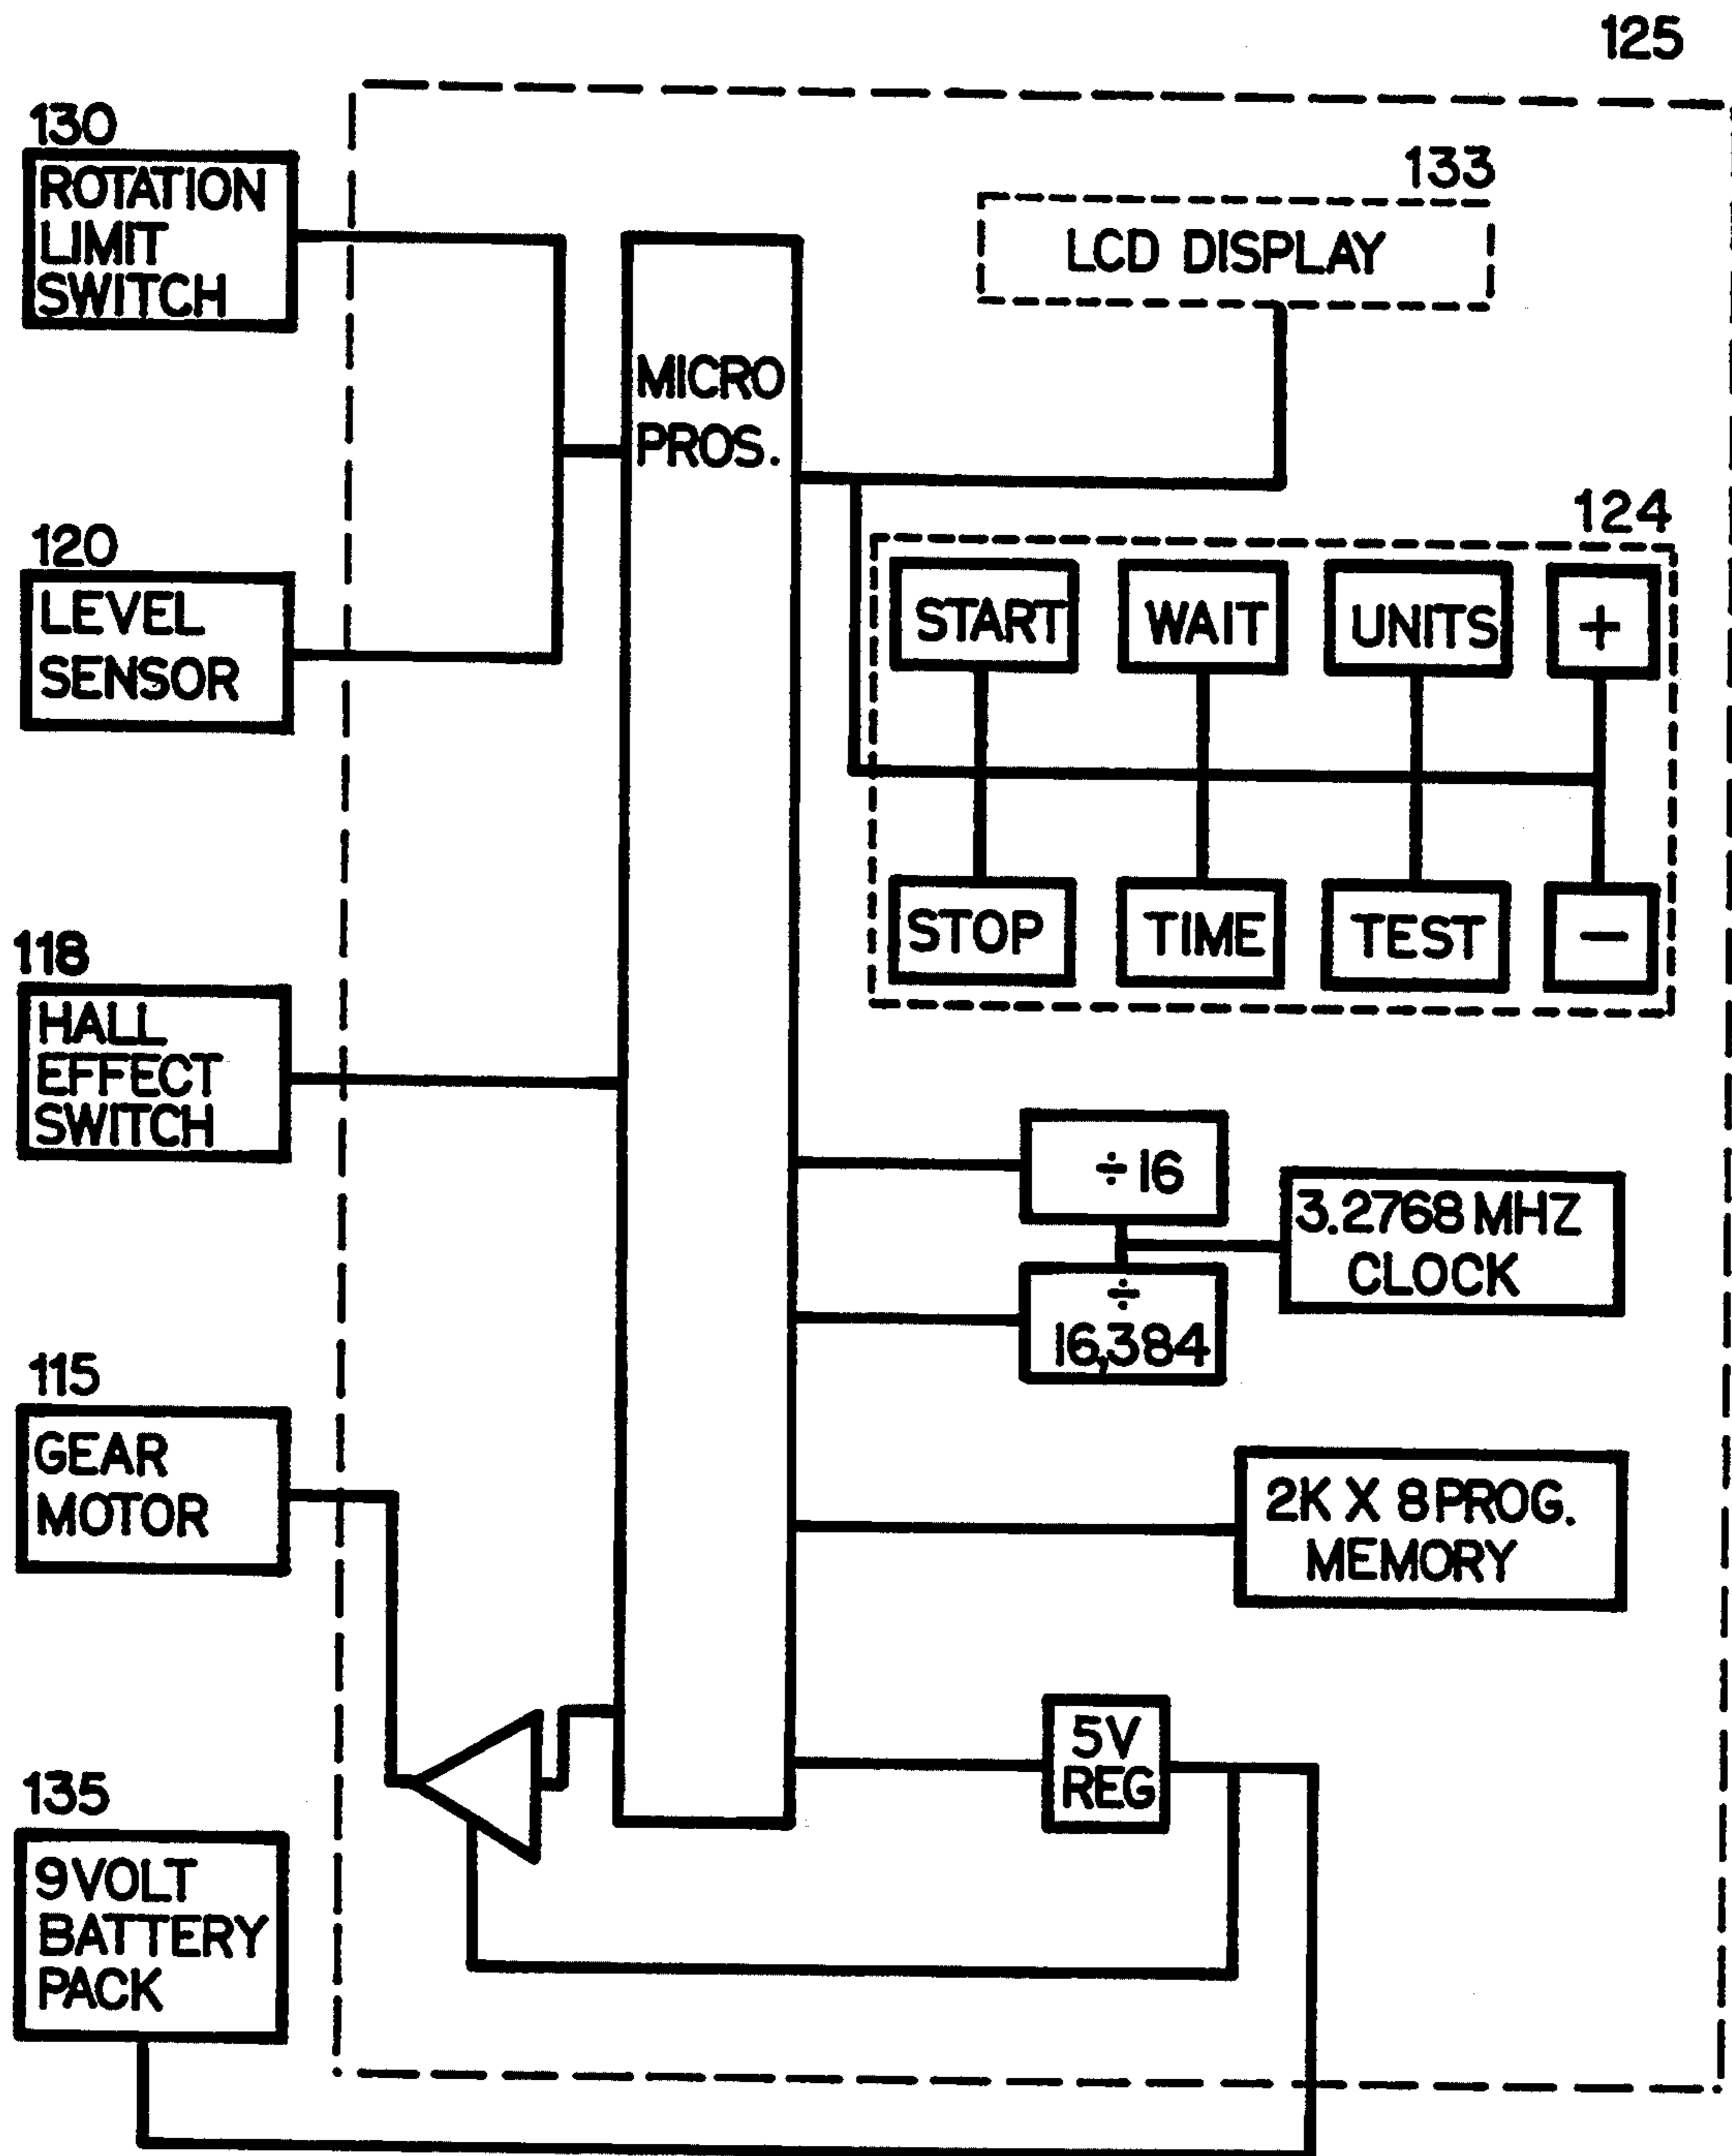 125
130
ROTATION
LIMIT
SWITCH
133
LCD DISPLAY
MICRO
PROS.
120
LEVEL
SENSOR
124
START
WAIT
UNITS
+
STOP
TIME
TEST
−
118
HALL
EFFECT
SWITCH
÷16
3.2768 MHZ
CLOCK
÷
16,384
115
GEAR
MOTOR
2K X 8 PROG.
MEMORY
5V
REG
135
9 VOLT
BATTERY
PACK